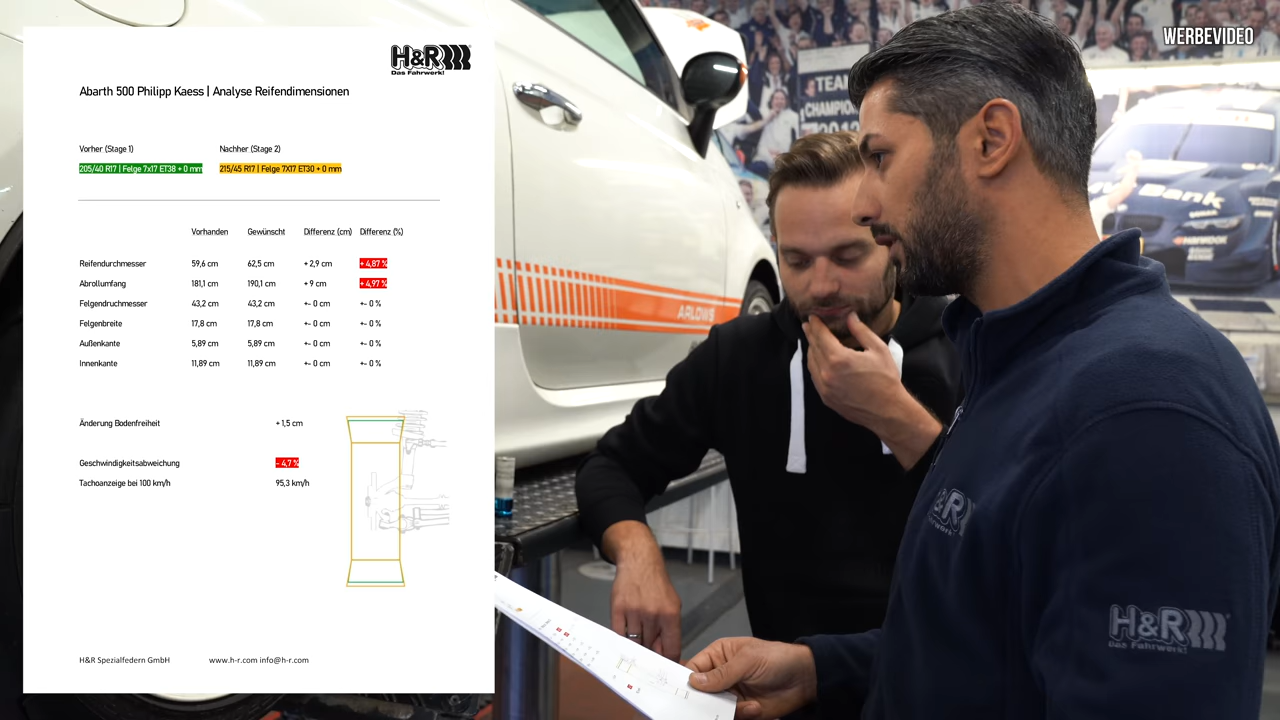 WERBEVIDEO
H&R
Das Fahrwerk!
Abarth 500 Philipp Kaess | Analyse Reifendimensionen
Vorher (Stage 1) Nachher (Stage 2)
205/40 R17 | Felge 7x17 ET38 + 0 mm 215/45 R17 | Felge 7X17 ET30 + 0 mm
Vorhanden Gewünscht Differenz (cm) Differenz (%)
Reifendurchmesser 59,6 cm 62,5 cm + 2,9 cm + 4,87 %
Abrollumfang 181,1 cm 190,1 cm + 9 cm + 4,97 %
Felgendruchmesser 43,2 cm 43,2 cm +- 0 cm +- 0 %
Felgenbreite 17,8 cm 17,8 cm +- 0 cm +- 0 %
Außenkante 5,89 cm 5,89 cm +- 0 cm +- 0 %
Innenkante 11,89 cm 11,89 cm +- 0 cm +- 0 %
Änderung Bodenfreiheit + 1,5 cm
Geschwindigkeitsabweichung - 4,7 %
Tachoanzeige bei 100 km/h 95,3 km/h
H&R Spezialfedern GmbH www.h-r.com info@h-r.com
TEAM
CHAMPIO
2012
Bank
ARLOWS
H&R
H&R
Das Fahrwerk!